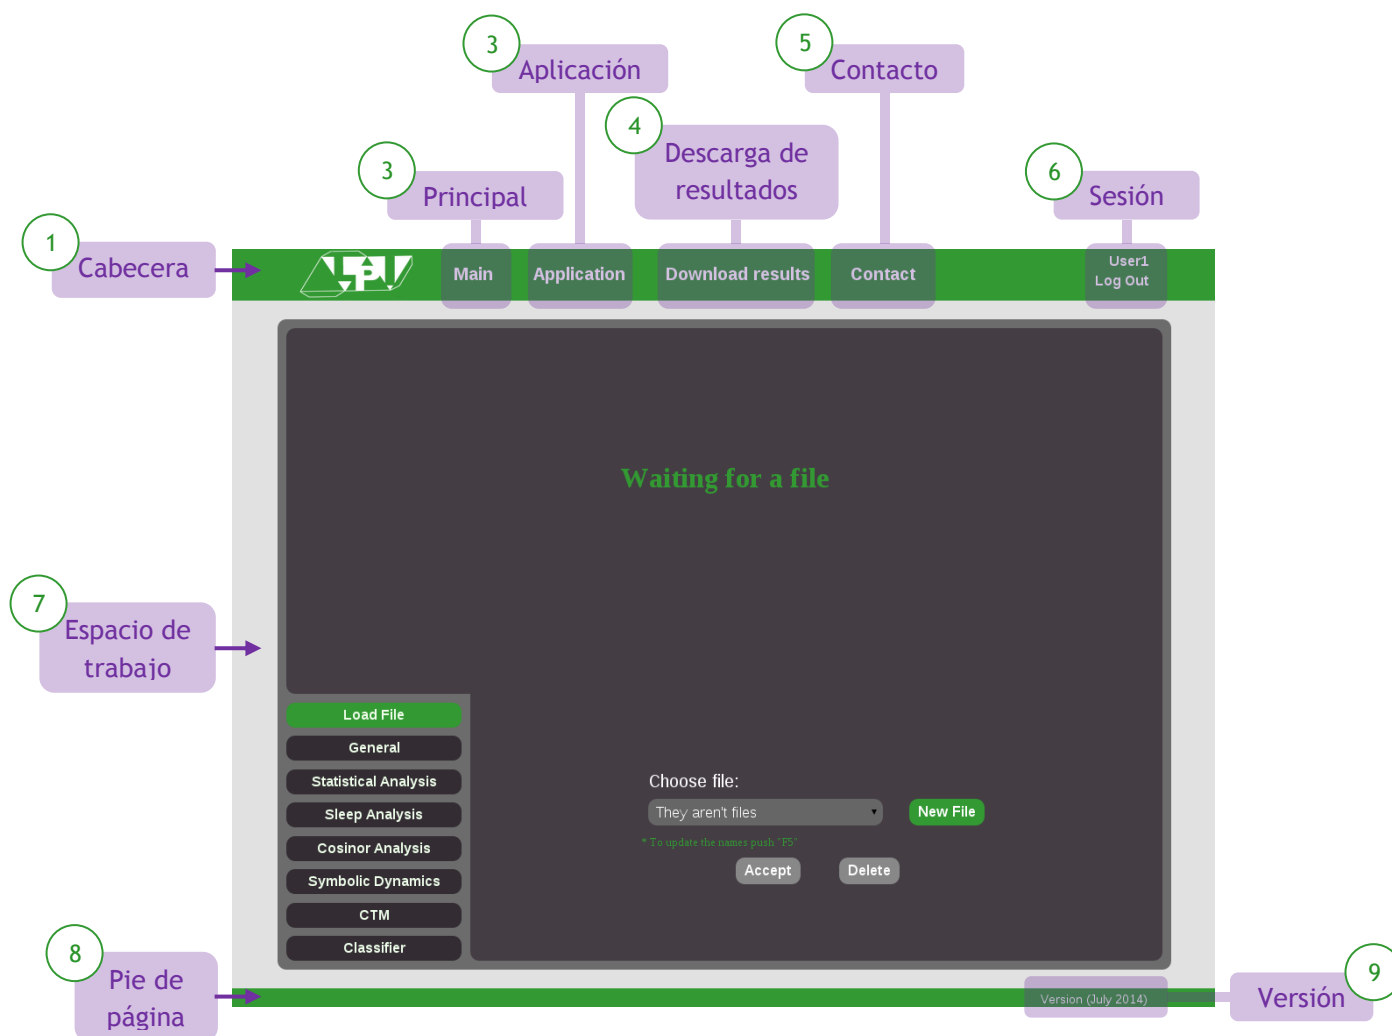 3
Aplicación
5
Contacto
4
Descarga de
resultados
3
Principal
6
Sesión
1
Cabecera
Main
Application
Download results
Contact
User1
Log Out
Waiting for a file
7
Espacio de
trabajo
Load File
General
Statistical Analysis
Sleep Analysis
Cosinor Analysis
Symbolic Dynamics
CTM
Classifier
Choose file:
They aren't files
New File
* To update the names push "F5"
Accept
Delete
8
Pie de
página
Version (July 2014)
9
Versión